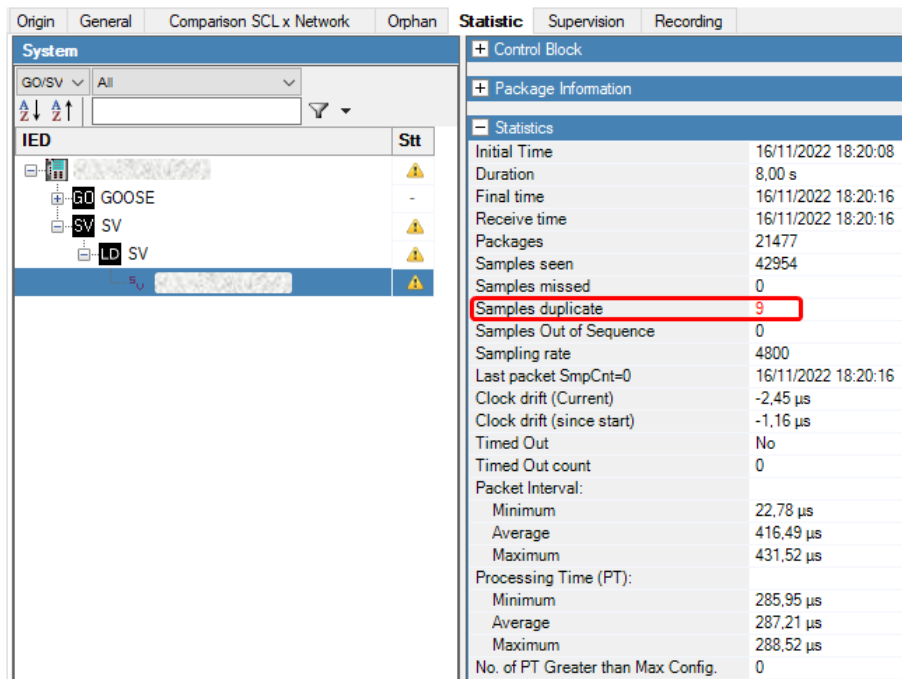 Origin General Comparison SCL x Network Orphan Statistic Supervision Recording
System
GO/SV All
IED Stt
GO GOOSE -
SV SV
LD SV
SV
+ Control Block
+ Package Information
- Statistics
Initial Time 16/11/2022 18:20:08
Duration 8,00 s
Final time 16/11/2022 18:20:16
Receive time 16/11/2022 18:20:16
Packages 21477
Samples seen 42954
Samples missed 0
Samples duplicate 9
Samples Out of Sequence 0
Sampling rate 4800
Last packet SmpCnt=0 16/11/2022 18:20:16
Clock drift (Current) -2,45 µs
Clock drift (since start) -1,16 µs
Timed Out No
Timed Out count 0
Packet Interval:
Minimum 22,78 µs
Average 416,49 µs
Maximum 431,52 µs
Processing Time (PT):
Minimum 285,95 µs
Average 287,21 µs
Maximum 288,52 µs
No. of PT Greater than Max Config. 0